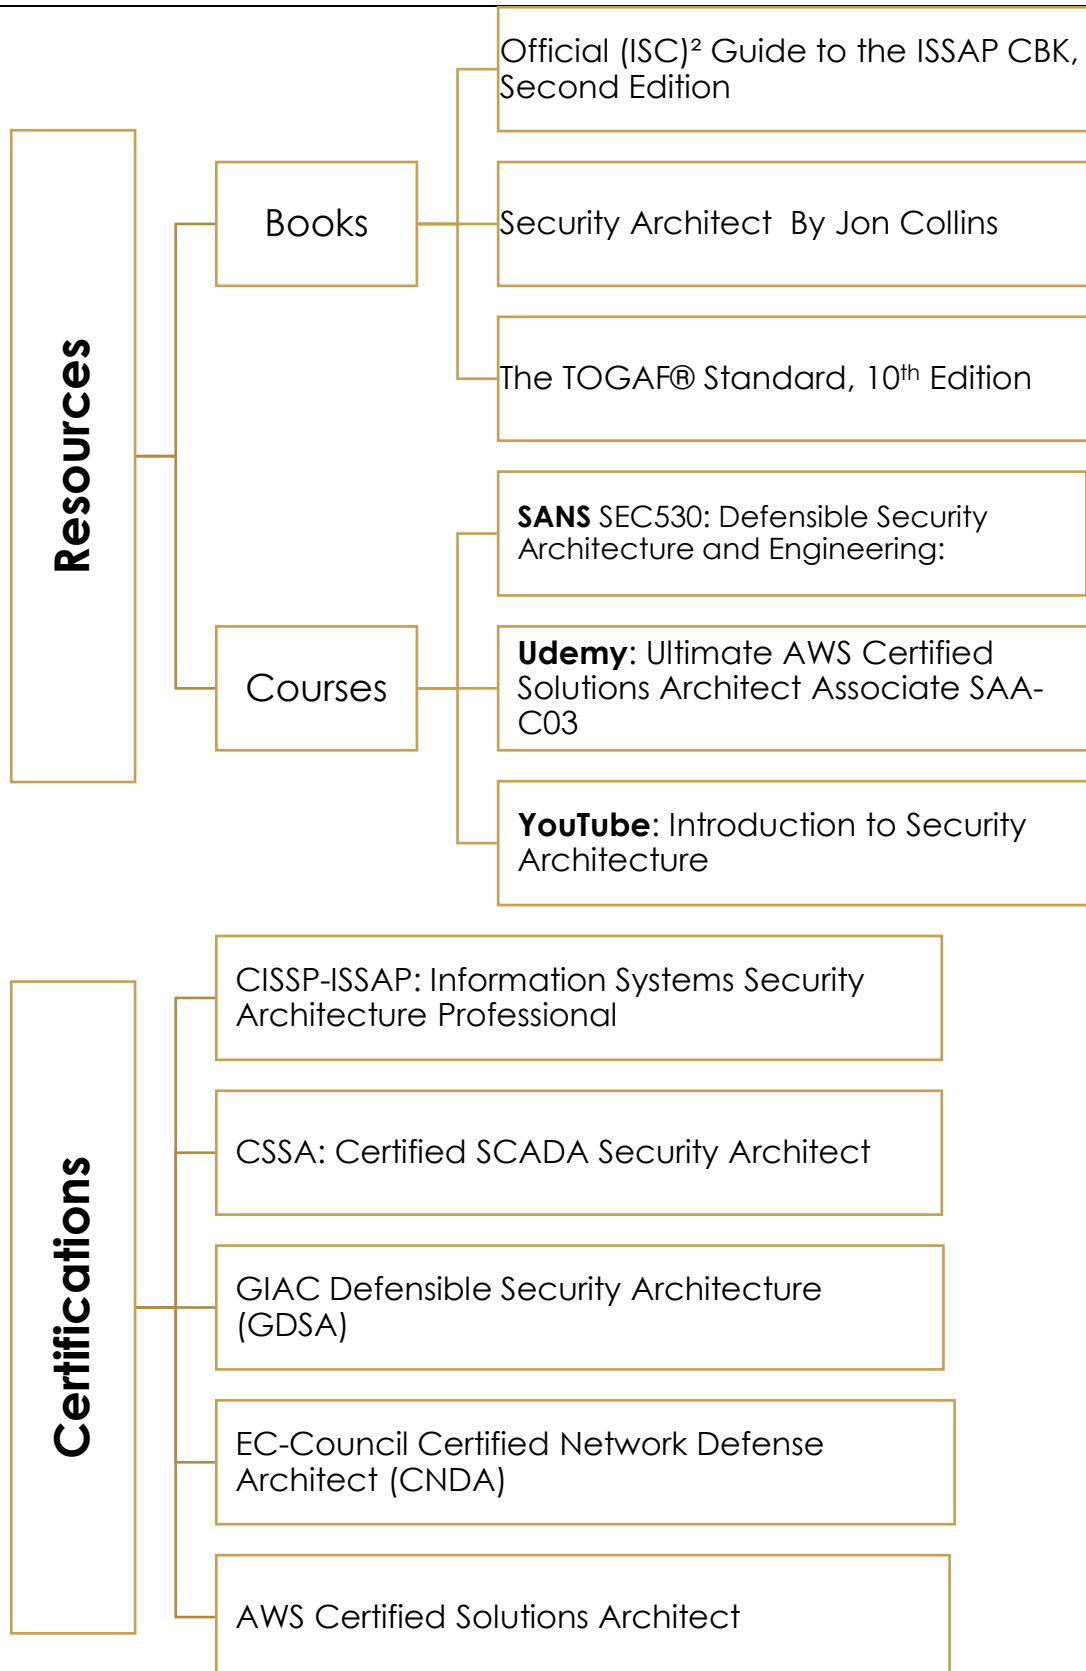 Official (ISC)² Guide to the ISSAP CBK,
Second Edition
Books
Security Architect By Jon Collins
The TOGAF® Standard, 10th Edition
Resources
SANS SEC530: Defensible Security
Architecture and Engineering:
Courses
Udemy: Ultimate AWS Certified
Solutions Architect Associate SAA-
C03
YouTube: Introduction to Security
Architecture
CISSP-ISSAP: Information Systems Security
Architecture Professional
CSSA: Certified SCADA Security Architect
Certifications
GIAC Defensible Security Architecture
(GDSA)
EC-Council Certified Network Defense
Architect (CNDA)
AWS Certified Solutions Architect